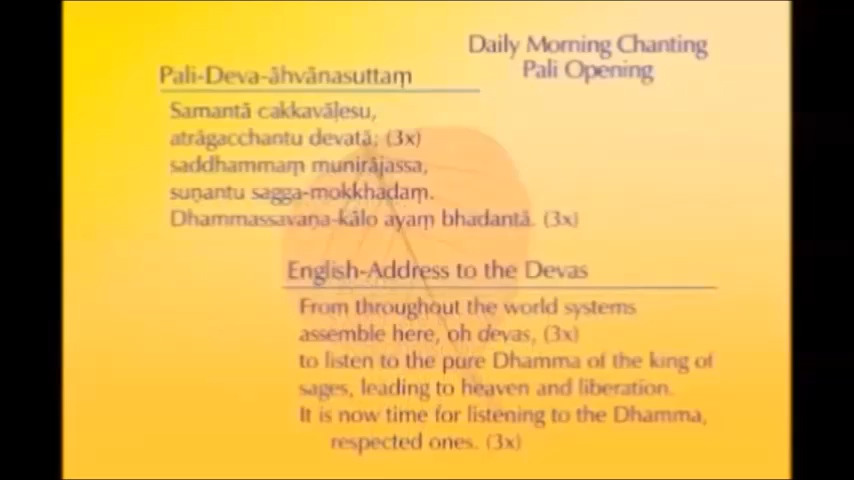 Daily Morning Chanting
Pali Opening
Pali-Deva-āhvānasuttaṃ
Samantā cakkavāḷesu,
atrāgacchantu devatā; (3x)
saddhammaṃ munirājassa,
suṇantu sagga-mokkhadaṃ.
Dhammassavaṇa-kālo ayaṃ bhadantā. (3x)
English-Address to the Devas
From throughout the world systems
assemble here, oh devas, (3x)
to listen to the pure Dhamma of the king of
sages, leading to heaven and liberation.
It is now time for listening to the Dhamma,
respected ones. (3x)